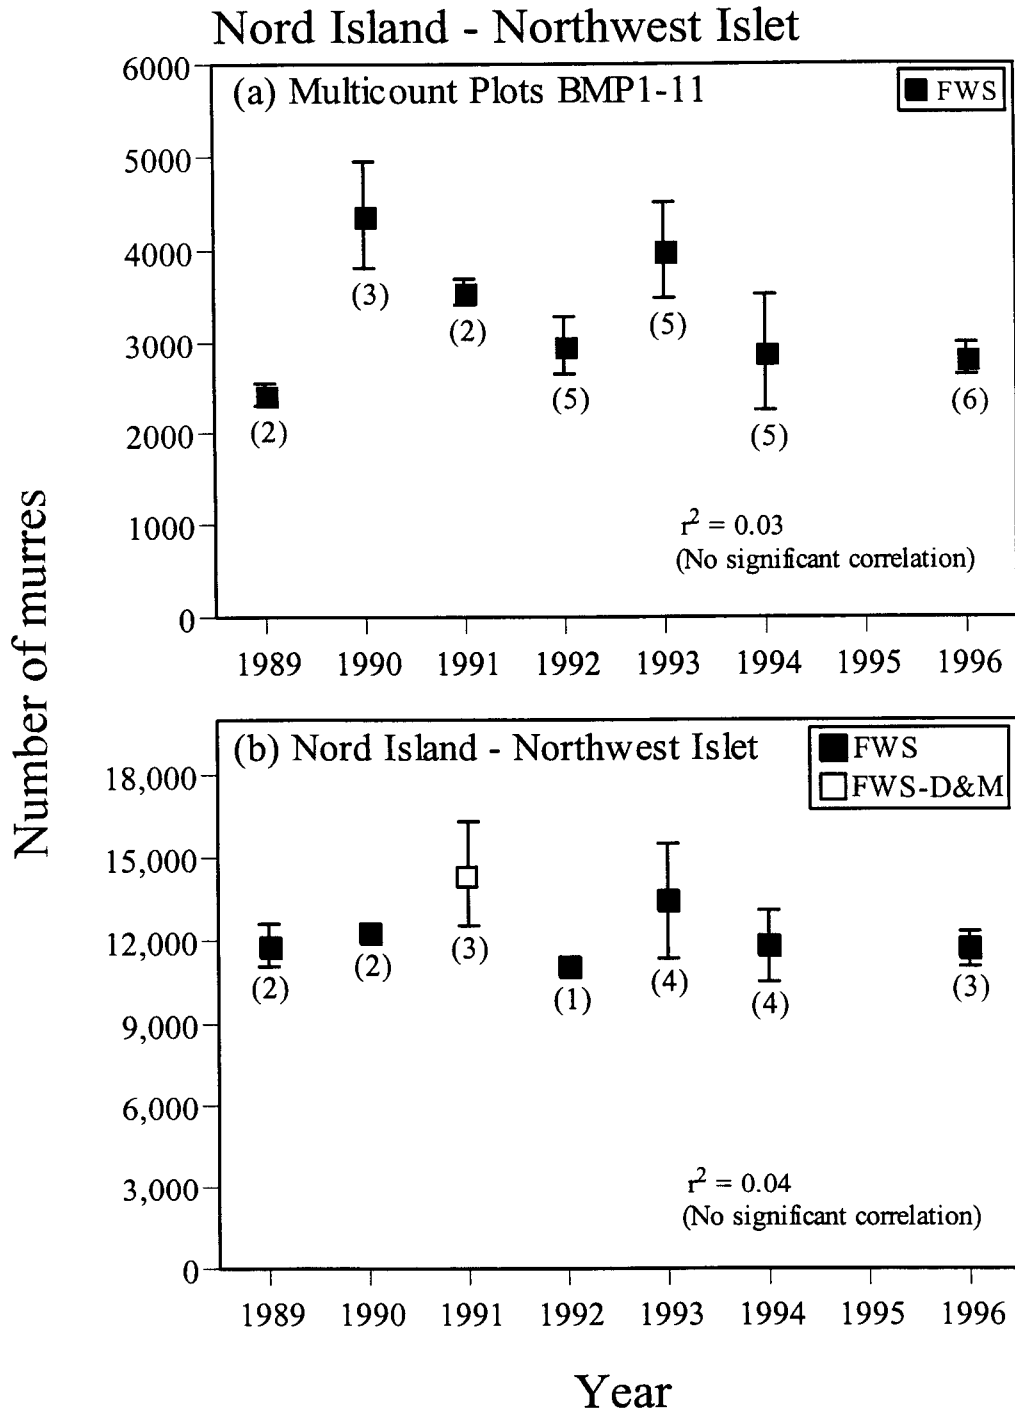 Nord Island - Northwest Islet
(a) Multicount Plots BMP1-11
FWS
6000
5000
4000
3000
2000
1000
0
(2)
(3)
(2)
(5)
(5)
(5)
(6)
r² = 0.03
(No significant correlation)
1989 1990 1991 1992 1993 1994 1995 1996
Number of murres
(b) Nord Island - Northwest Islet
FWS
FWS-D&M
18,000
15,000
12,000
9,000
6,000
3,000
0
(2)
(2)
(3)
(1)
(4)
(4)
(3)
r² = 0.04
(No significant correlation)
1989 1990 1991 1992 1993 1994 1995 1996
Year